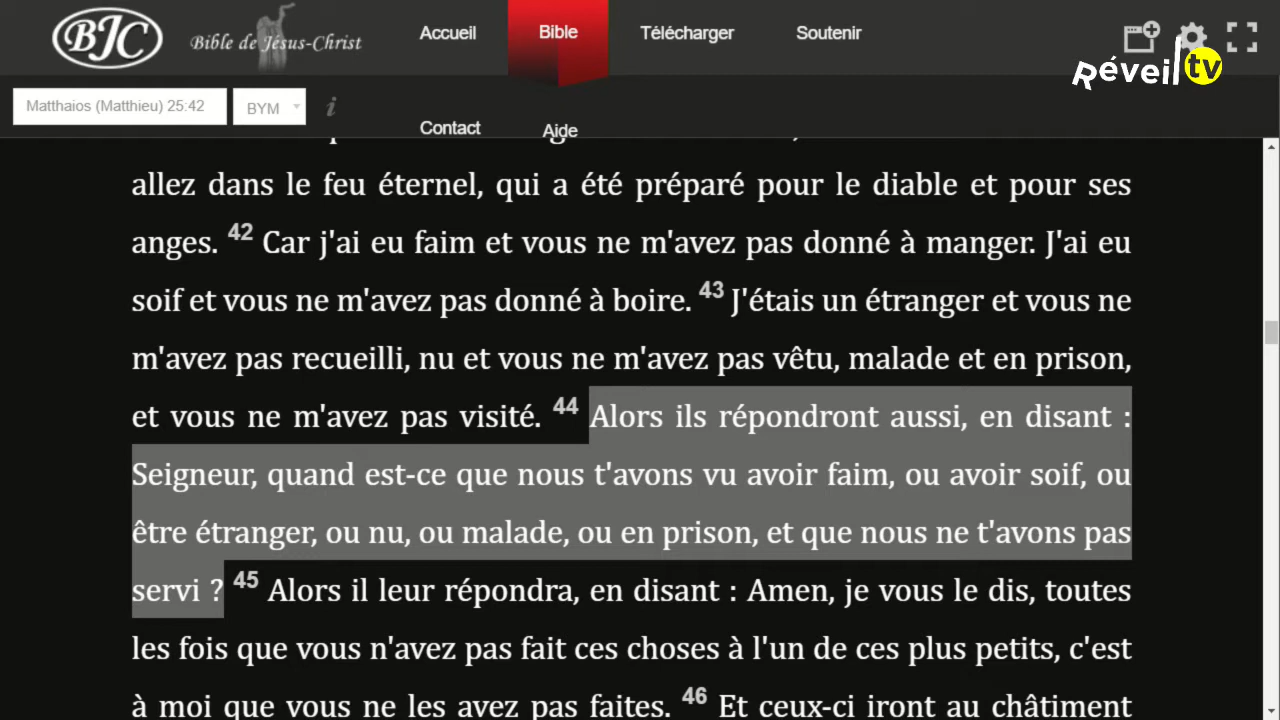 BJC
Bible de Jésus-Christ
Accueil
Bible
Télécharger
Soutenir
Réveil tv
Matthaios (Matthieu) 25:42
BYM
i
Contact
Aide
allez dans le feu éternel, qui a été préparé pour le diable et pour ses
anges. 42 Car j'ai eu faim et vous ne m'avez pas donné à manger. J'ai eu
soif et vous ne m'avez pas donné à boire. 43 J'étais un étranger et vous ne
m'avez pas recueilli, nu et vous ne m'avez pas vêtu, malade et en prison,
et vous ne m'avez pas visité. 44 Alors ils répondront aussi, en disant :
Seigneur, quand est-ce que nous t'avons vu avoir faim, ou avoir soif, ou
être étranger, ou nu, ou malade, ou en prison, et que nous ne t'avons pas
servi ? 45 Alors il leur répondra, en disant : Amen, je vous le dis, toutes
les fois que vous n'avez pas fait ces choses à l'un de ces plus petits, c'est
à moi que vous ne les avez pas faites. 46 Et ceux-ci iront au châtiment